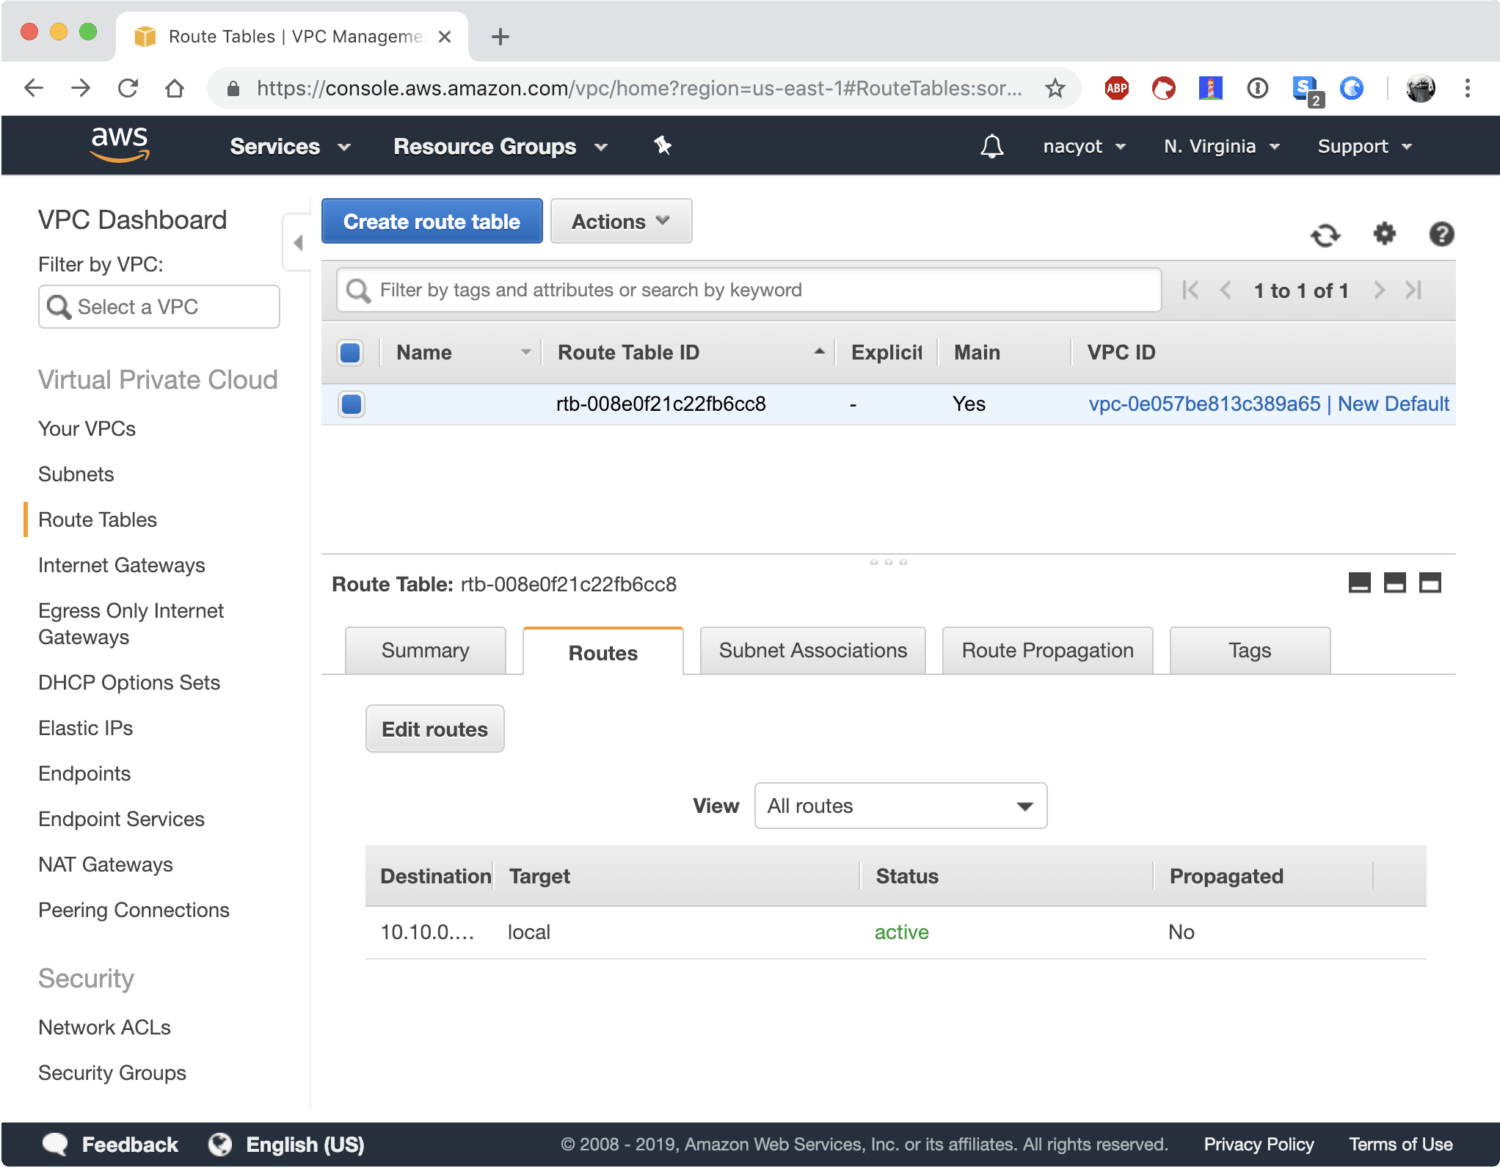 Route Tables | VPC Manageme
https://console.aws.amazon.com/vpc/home?region=us-east-1#RouteTables:sor...
ABP
S
2
aws
Services
Resource Groups
nacyot
N. Virginia
Support
VPC Dashboard
Filter by VPC:
Select a VPC
Virtual Private Cloud
Your VPCs
Subnets
Route Tables
Internet Gateways
Egress Only Internet
Gateways
DHCP Options Sets
Elastic IPs
Endpoints
Endpoint Services
NAT Gateways
Peering Connections
Security
Network ACLs
Security Groups
Create route table
Actions
Filter by tags and attributes or search by keyword
1 to 1 of 1
Name Route Table ID Explicit Main VPC ID
rtb-008e0f21c22fb6cc8 - Yes vpc-0e057be813c389a65 | New Default
Route Table: rtb-008e0f21c22fb6cc8
Summary
Routes
Subnet Associations
Route Propagation
Tags
Edit routes
View All routes
Destination Target Status Propagated
10.10.0.... local active No
Feedback
English (US)
© 2008 - 2019, Amazon Web Services, Inc. or its affiliates. All rights reserved.
Privacy Policy
Terms of Use